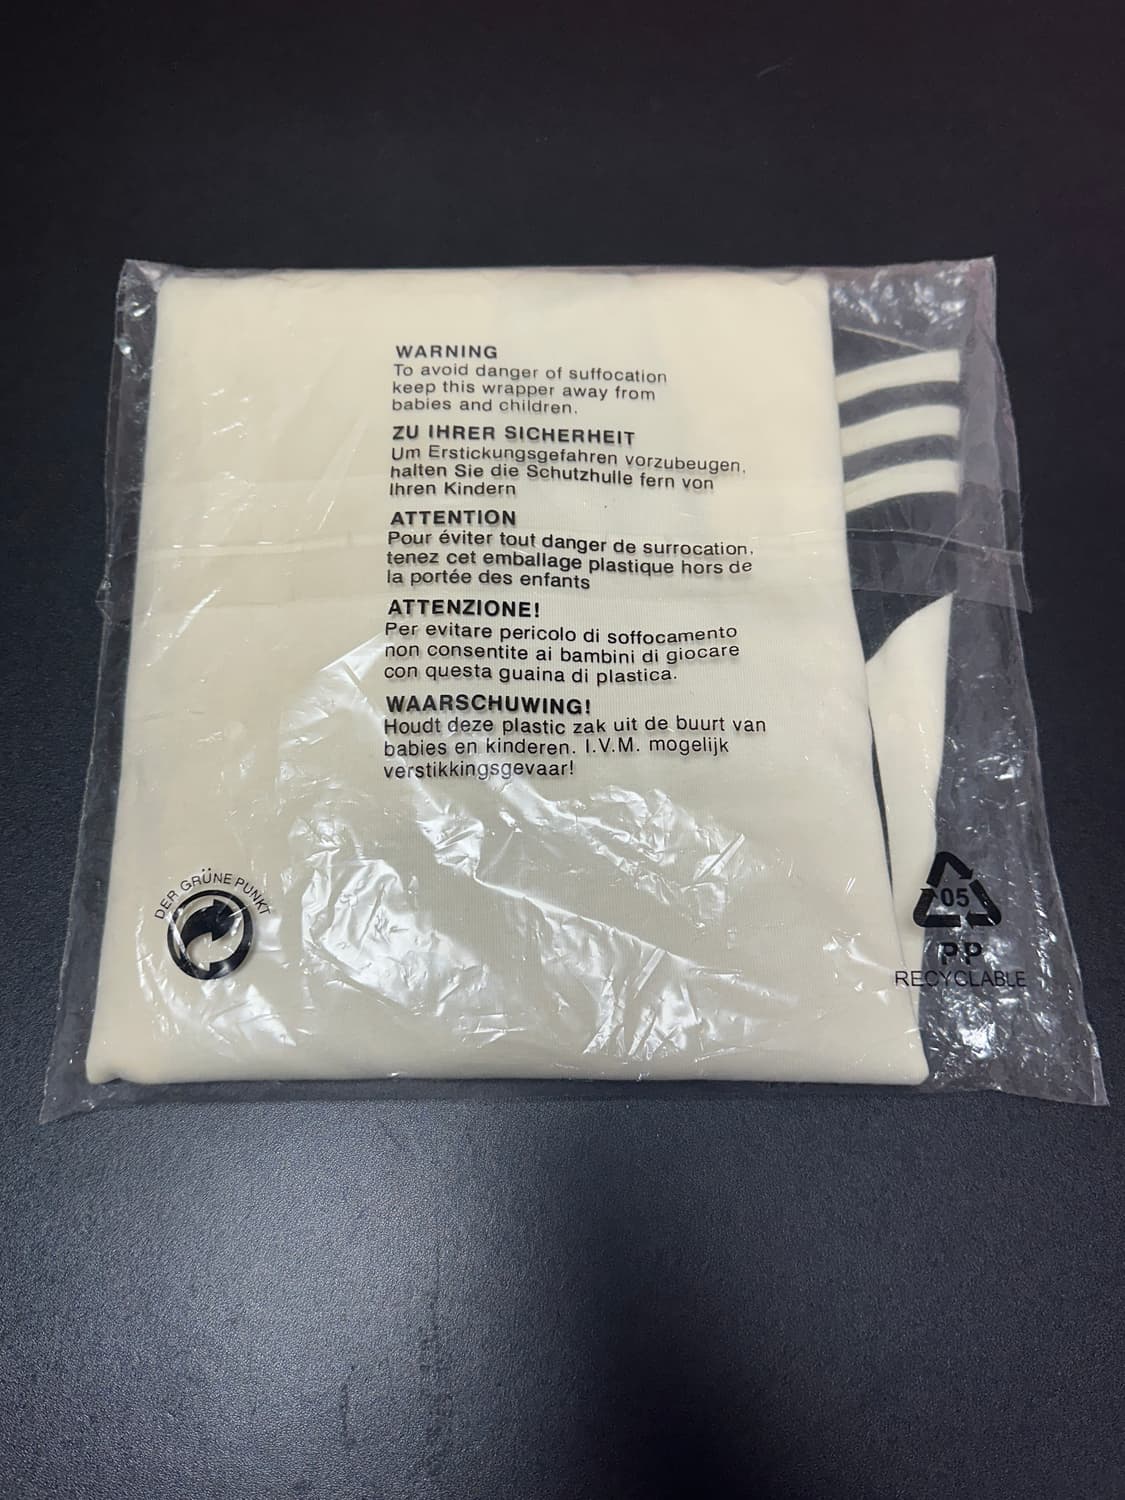 WARNING
To avoid danger of suffocation
keep this wrapper away from
babies and children.
ZU IHRER SICHERHEIT
Um Erstickungsgefahren vorzubeugen,
halten Sie die Schutzhulle fern von
Ihren Kindern
ATTENTION
Pour éviter tout danger de surrocation,
tenez cet emballage plastique hors de
la portée des enfants
ATTENZIONE!
Per evitare pericolo di soffocamento
non consentite ai bambini di giocare
con questa guaina di plastica.
WAARSCHUWING!
Houdt deze plastic zak uit de buurt van
babies en kinderen. I.V.M. mogelijk
verstikkingsgevaar!
DER GRÜNE PUNKT
05
PP
RECYCLABLE